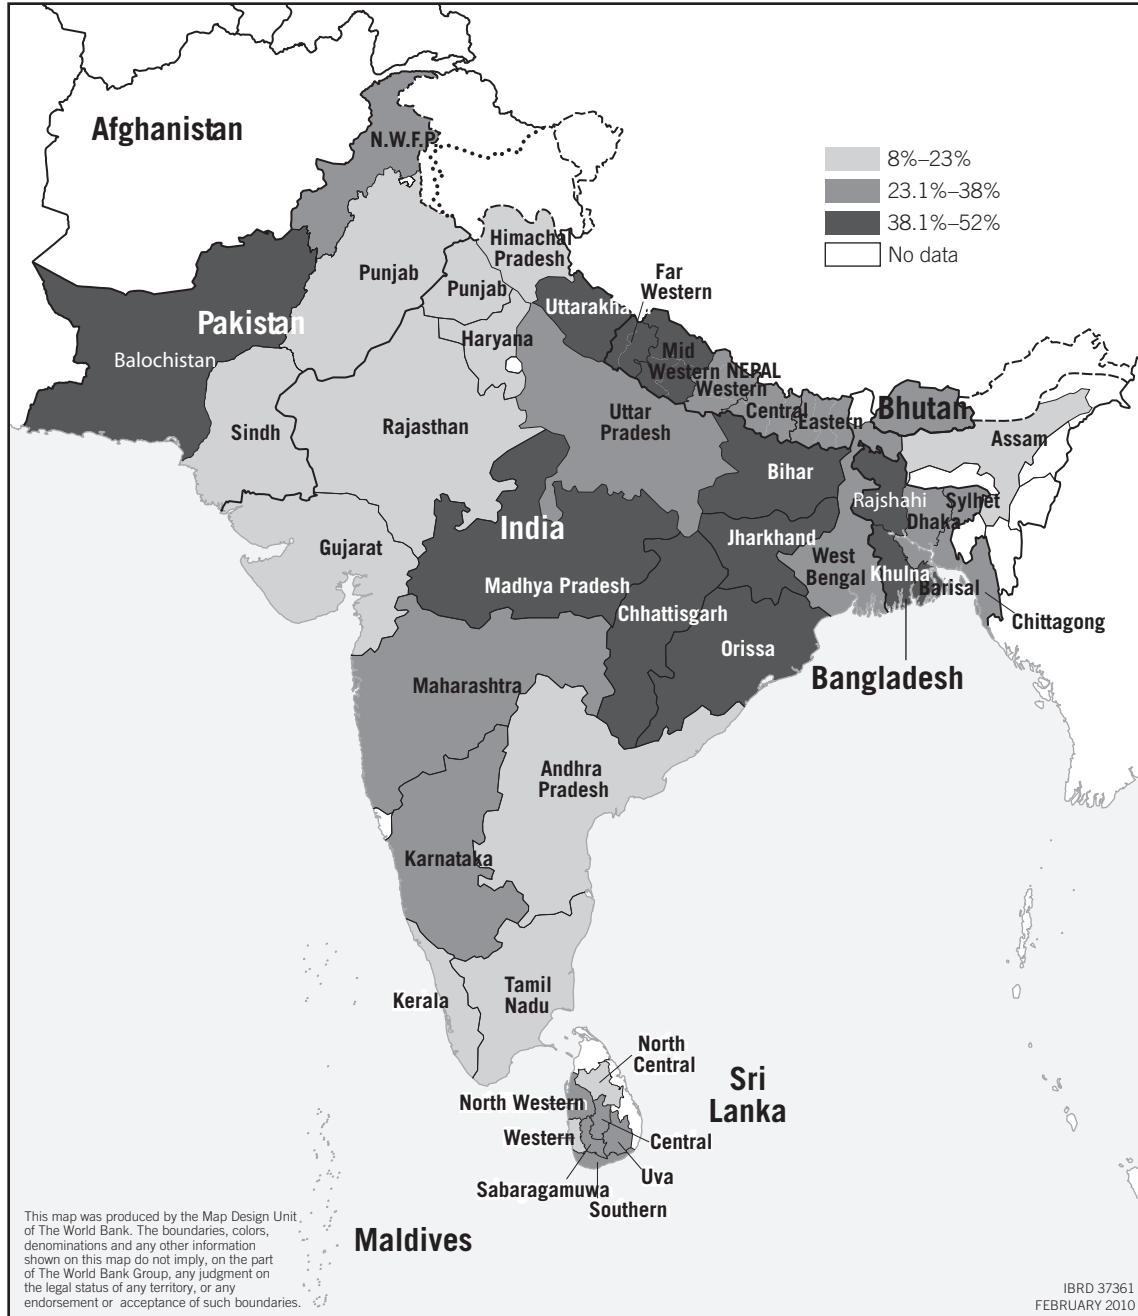 Afghanistan
N.W.F.P.
8%–23%
23.1%–38%
38.1%–52%
No data
Himachal
Pradesh
Punjab
Punjab
Far
Western
Uttarakha
Pakistan
Haryana
Balochistan
Mid
Western
NEPAL
Western
Central
Eastern
Bhutan
Uttar
Pradesh
Sindh
Rajasthan
Assam
Bihar
Rajshahi
Sylhet
Dhaka
India
Jharkhand
Gujarat
West
Bengal
Khulna
Barisal
Madhya Pradesh
Chhattisgarh
Chittagong
Orissa
Bangladesh
Maharashtra
Andhra
Pradesh
Karnataka
Tamil
Nadu
Kerala
North
Central
Sri
Lanka
North Western
Western
Central
Uva
Sabaragamuwa
Southern
Maldives
This map was produced by the Map Design Unit
of The World Bank. The boundaries, colors,
denominations and any other information
shown on this map do not imply, on the part
of The World Bank Group, any judgment on
the legal status of any territory, or any
endorsement or acceptance of such boundaries.
IBRD 37361
FEBRUARY 2010